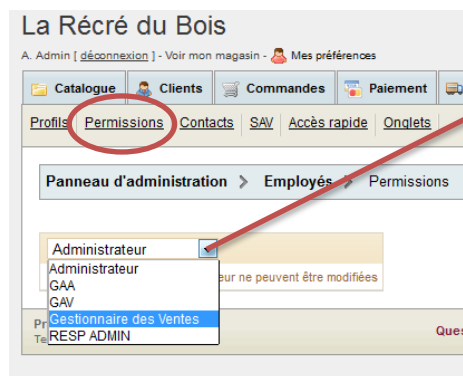 La Récré du Bois
A. Admin [ déconnexion ] - Voir mon magasin - Mes préférences
Catalogue Clients Commandes Paiement
Profils Permissions Contacts SAV Accès rapide Onglets
Panneau d'administration > Employés > Permissions
Administrateur
Administrateur
eur ne peuvent être modifiées
GAA
GAV
Gestionnaire des Ventes
RESP ADMIN